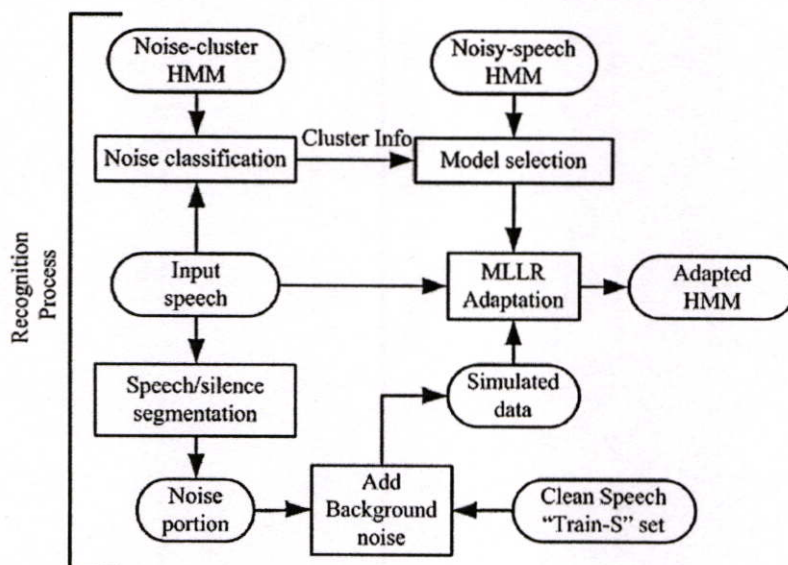 Noise-cluster
HMM
Noisy-speech
HMM
Noise classification
Cluster Info
Model selection
Recognition
Process
Input
speech
MLLR
Adaptation
Adapted
HMM
Speech/silence
segmentation
Simulated
data
Noise
portion
Add
Background
noise
Clean Speech
"Train-S" set